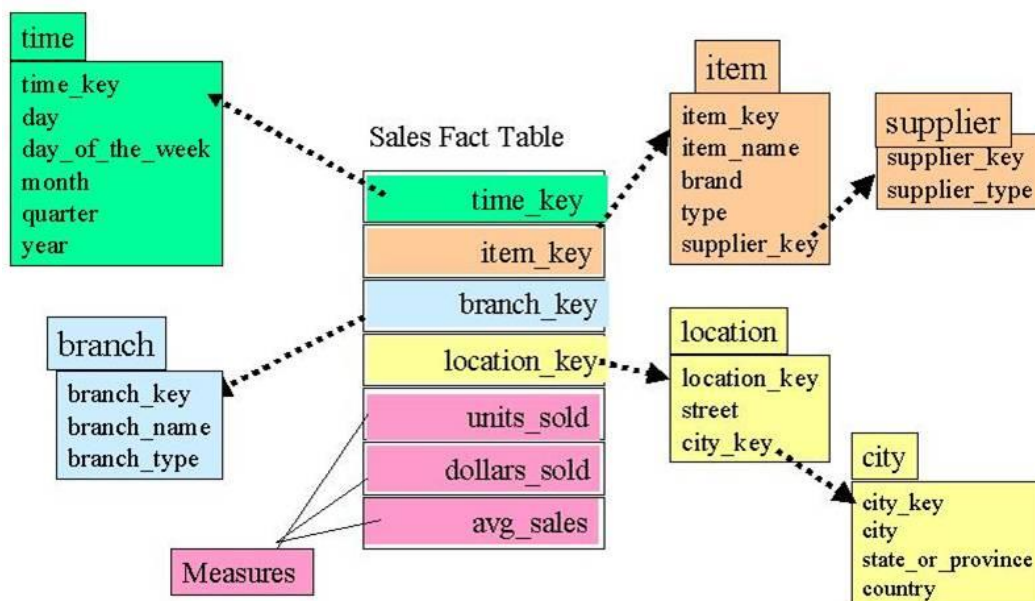 time
time_key
day
day_of_the_week
month
quarter
year
Sales Fact Table
time_key
item_key
branch_key
location_key
units_sold
dollars_sold
avg_sales
Measures
branch
branch_key
branch_name
branch_type
item
item_key
item_name
brand
type
supplier_key
supplier
supplier_key
supplier_type
location
location_key
street
city_key
city
city_key
city
state_or_province
country